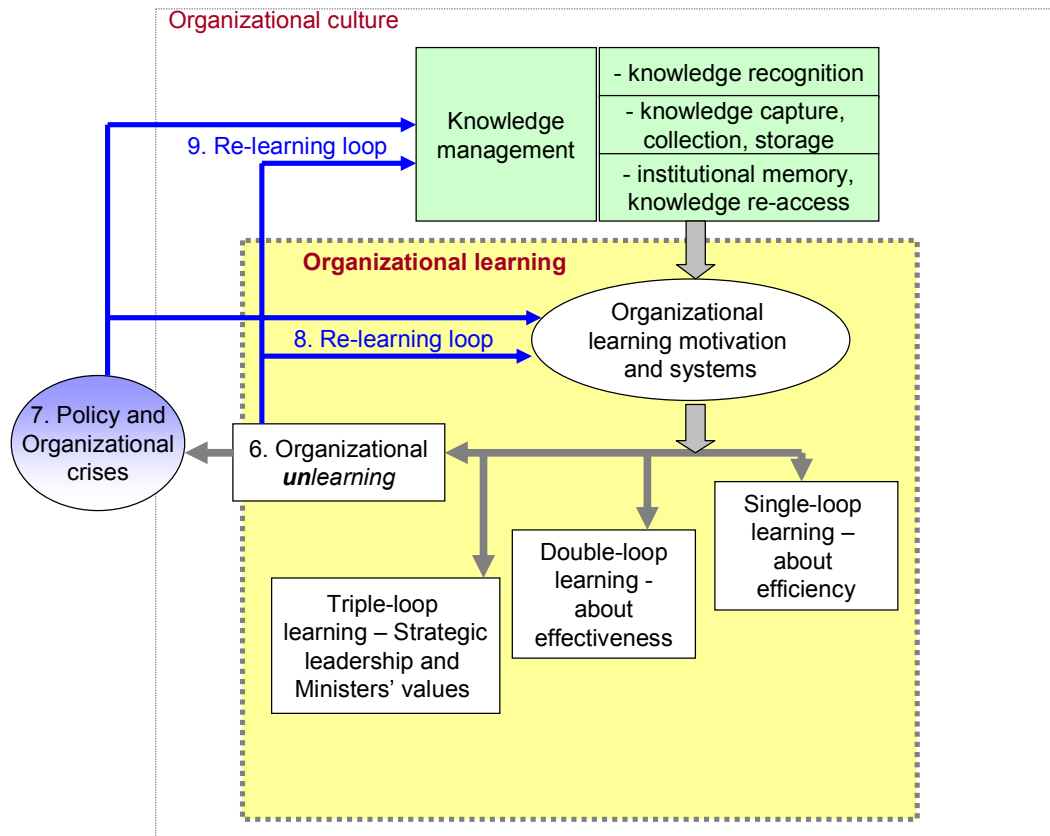 Organizational culture
Knowledge
management
- knowledge recognition
- knowledge capture,
collection, storage
- institutional memory,
knowledge re-access
9. Re-learning loop
Organizational learning
Organizational
learning motivation
and systems
8. Re-learning loop
7. Policy and
Organizational
crises
6. Organizational
unlearning
Single-loop
learning –
about
efficiency
Double-loop
learning -
about
effectiveness
Triple-loop
learning – Strategic
leadership and
Ministers’ values